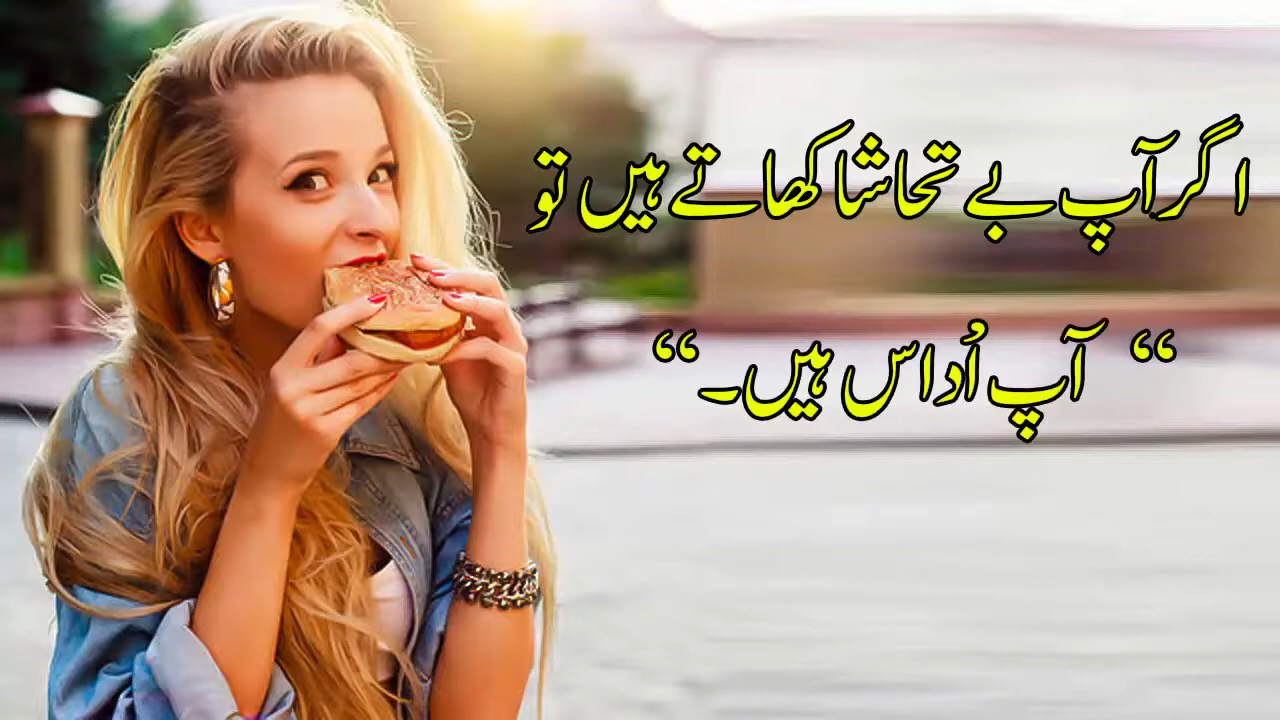 اگر آپ بے تحاشا کھاتے ہیں تو
“ آپ اُداس ہیں۔“